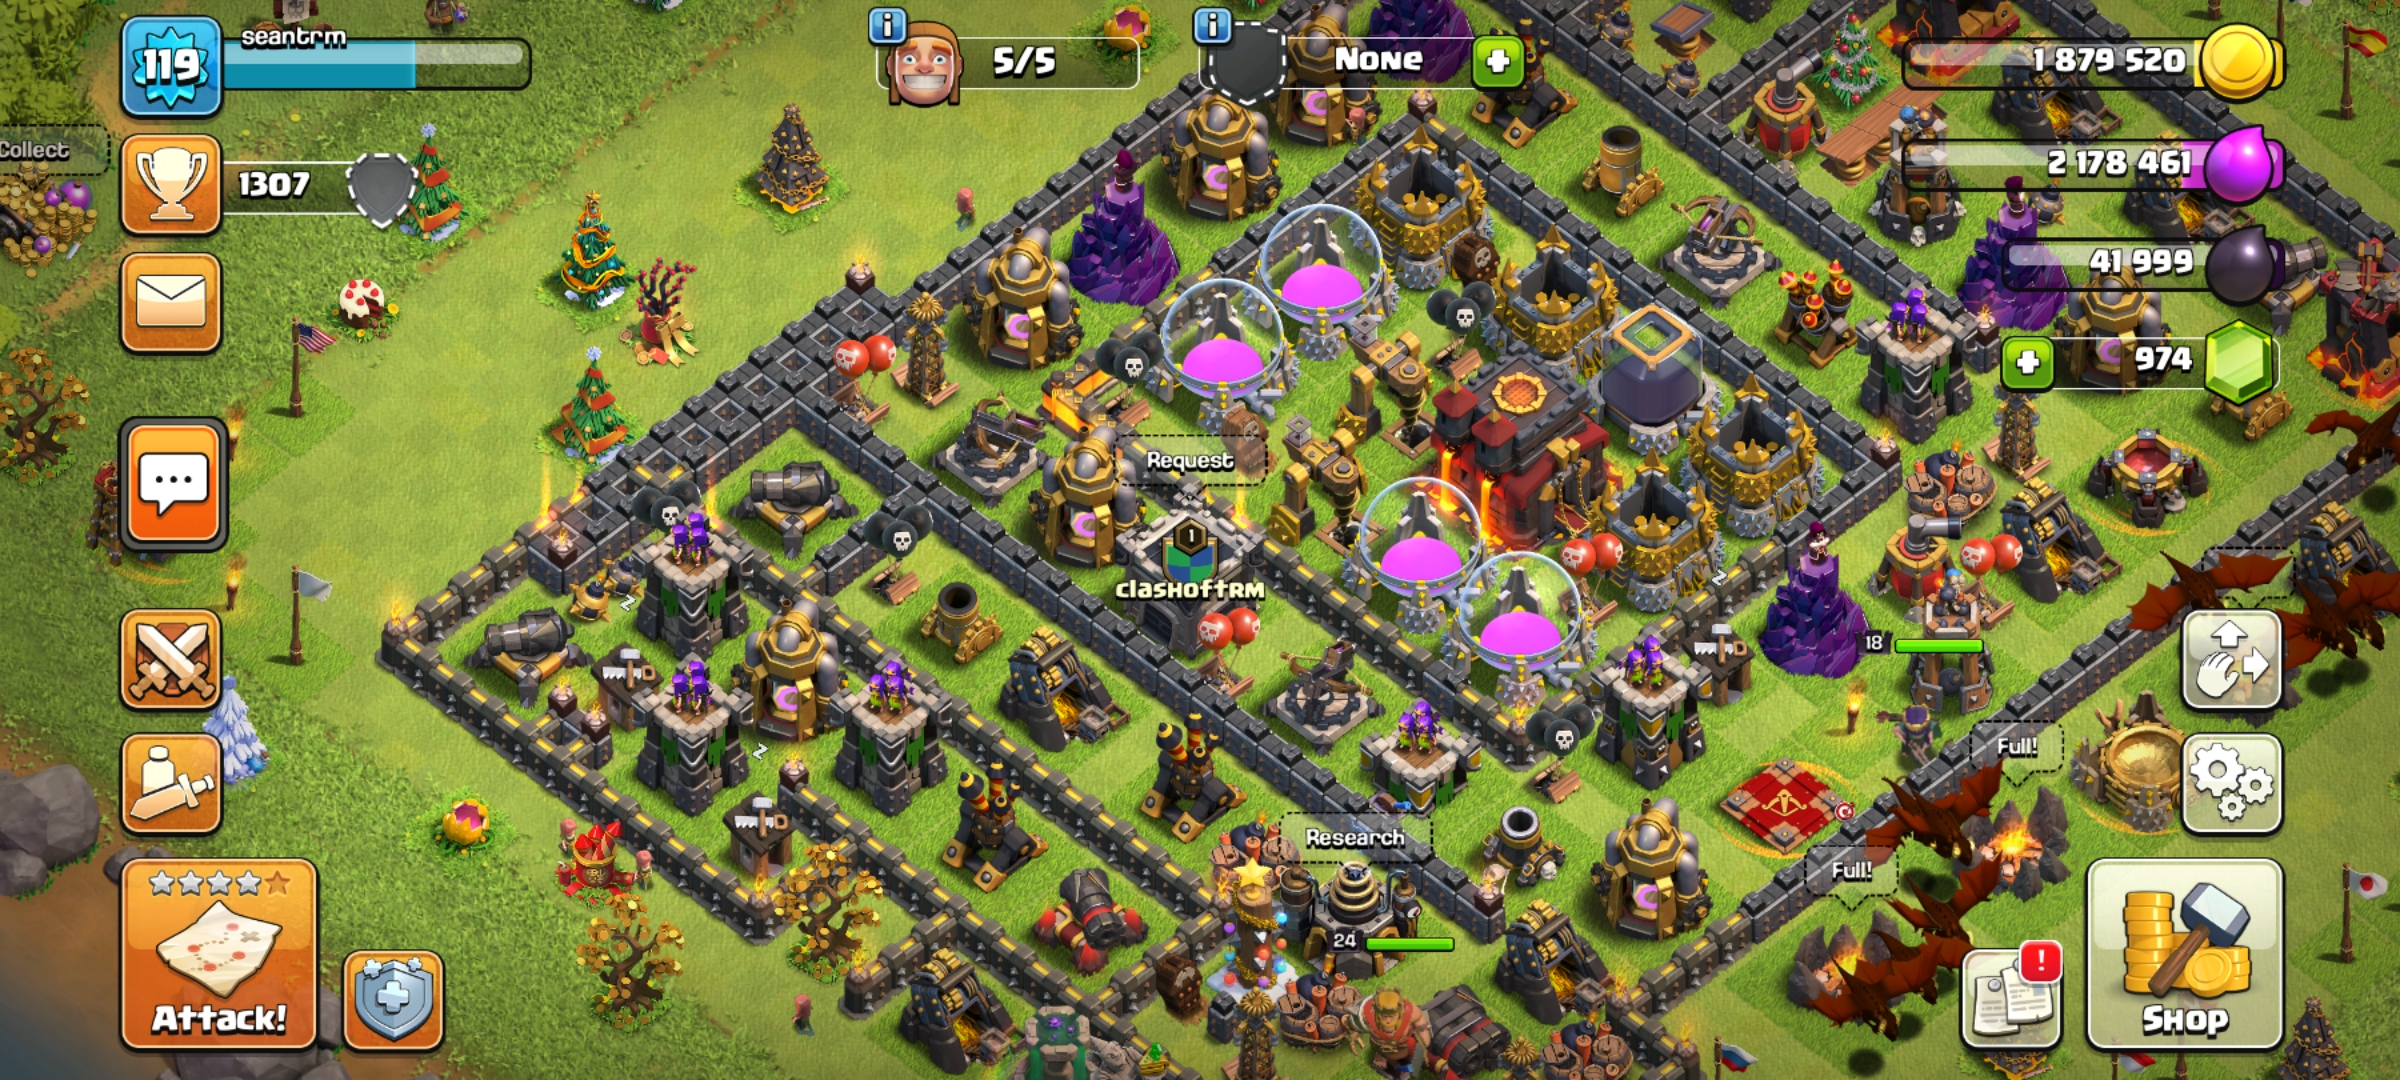 seantrm
119
5/5
None
1 879 520
Collect
1307
2 178 461
41 999
974
Request
1
clashoftrm
18
Full!
Research
Full!
24
Attack!
!
Shop